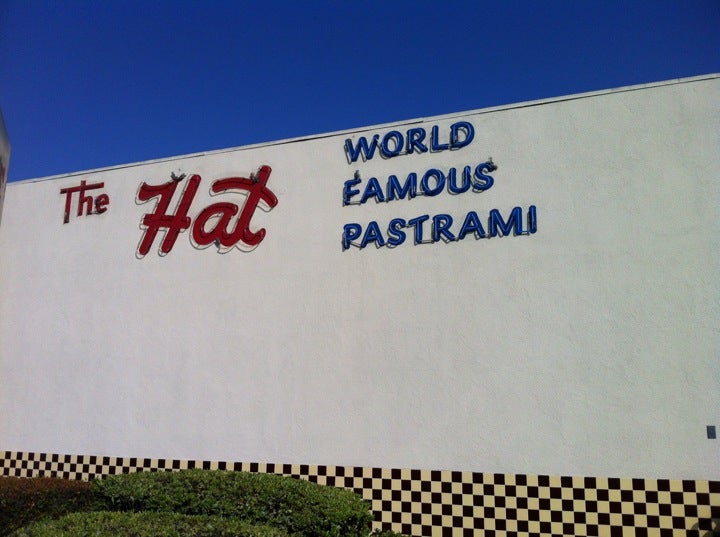 The Hat
WORLD
FAMOUS
PASTRAMI